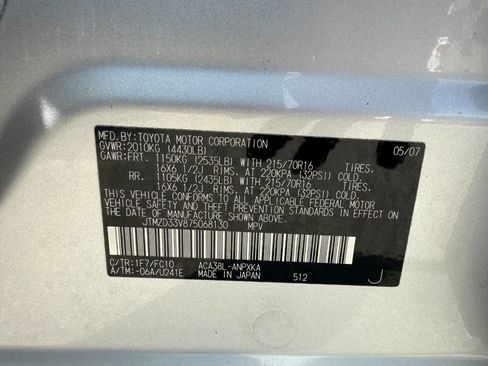 MFD.BY:TOYOTA MOTOR CORPORATION 05/07
GVWR:2010KG (4430LB)
GAWR:FRT. 1150KG (2535LB) WITH 215/70R16 TIRES.
16X6 1/2J RIMS, AT 220KPA (32PSI) COLD.
RR. 1105KG (2435LB) WITH 215/70R16 TIRES.
16X6 1/2J RIMS, AT 220KPA (32PSI) COLD.
THIS VEHICLE CONFORMS TO ALL APPLICABLE FEDERAL MOTOR
VEHICLE SAFETY AND THEFT PREVENTION STANDARDS IN EFFECT
ON THE DATE OF MANUFACTURE SHOWN ABOVE.
JTMZD33V875068130 MPV
C/TR:1F7/FC10 ACA38L-ANPXKA
A/TM:-06A/U241E MADE IN JAPAN 512 J